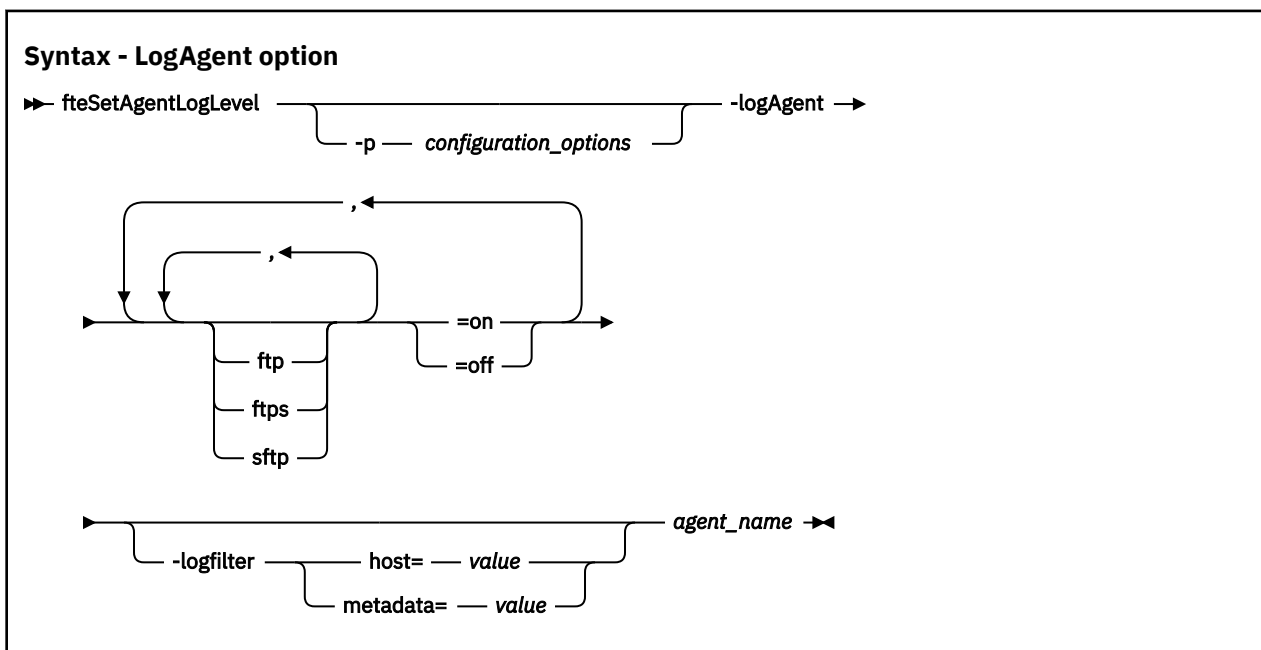 Syntax - LogAgent option
fteSetAgentLogLevel -logAgent
-p configuration_options
,
,
=on
ftp =off
ftps
sftp
agent_name
-logfilter host= value
metadata= value